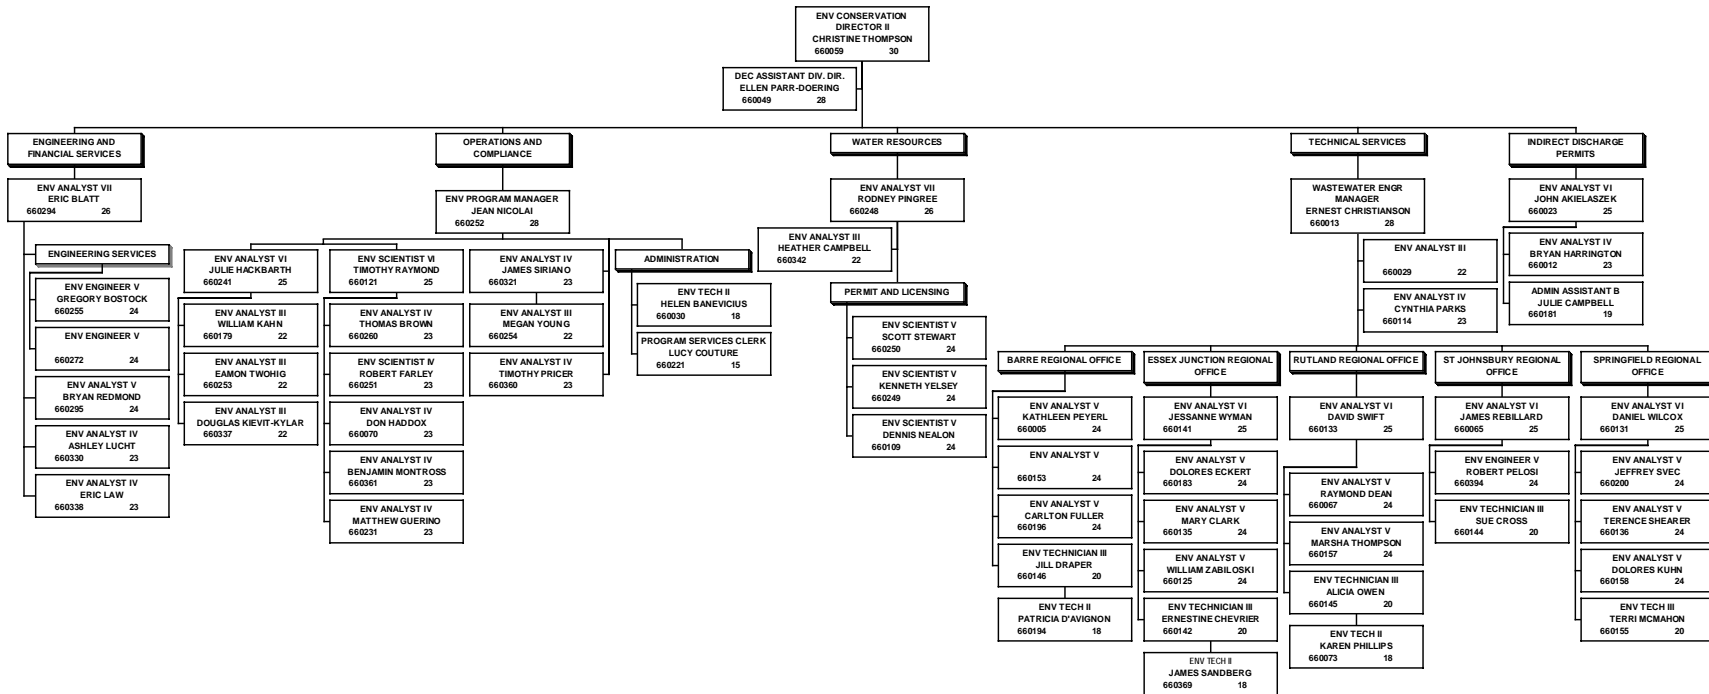 ENV CONSERVATION
DIRECTOR II
CHRISTINE THOMPSON
660059 30
DEC ASSISTANT DIV. DIR.
ELLEN PARR-DOERING
660049 28
ENGINEERING AND
FINANCIAL SERVICES
ENV ANALYST VII
ERIC BLATT
660294 26
ENGINEERING SERVICES
ENV ENGINEER V
GREGORY BOSTOCK
660255 24
ENV ENGINEER V
660272 24
ENV ANALYST V
BRYAN REDMOND
660295 24
ENV ANALYST IV
ASHLEY LUCHT
660330 23
ENV ANALYST IV
ERIC LAW
660338 23
OPERATIONS AND
COMPLIANCE
ENV PROGRAM MANAGER
JEAN NICOLAI
660252 28
ENV ANALYST VI
JULIE HACKBARTH
660241 25
ENV ANALYST III
WILLIAM KAHN
660179 22
ENV ANALYST III
EAMON TWOHIG
660253 22
ENV ANALYST III
DOUGLAS KIEVIT-KYLAR
660337 22
ENV SCIENTIST VI
TIMOTHY RAYMOND
660121 25
ENV ANALYST IV
THOMAS BROWN
660260 23
ENV SCIENTIST IV
ROBERT FARLEY
660251 23
ENV ANALYST IV
DON HADDOX
660070 23
ENV ANALYST IV
BENJAMIN MONTROSS
660361 23
ENV ANALYST IV
MATTHEW GUERINO
660231 23
ENV ANALYST IV
JAMES SIRIANO
660321 23
ENV ANALYST III
MEGAN YOUNG
660254 22
ENV ANALYST IV
TIMOTHY PRICER
660360 23
ADMINISTRATION
ENV TECH II
HELEN BANEVICIUS
660030 18
PROGRAM SERVICES CLERK
LUCY COUTURE
660221 15
WATER RESOURCES
ENV ANALYST VII
RODNEY PINGREE
660248 26
ENV ANALYST III
HEATHER CAMPBELL
660342 22
PERMIT AND LICENSING
ENV SCIENTIST V
SCOTT STEWART
660250 24
ENV SCIENTIST V
KENNETH YELSEY
660249 24
ENV SCIENTIST V
DENNIS NEALON
660109 24
TECHNICAL SERVICES
WASTEWATER ENGR
MANAGER
ERNEST CHRISTIANSON
660013 28
ENV ANALYST III
660029 22
ENV ANALYST IV
CYNTHIA PARKS
660114 23
BARRE REGIONAL OFFICE
ENV ANALYST V
KATHLEEN PEYERL
660005 24
ENV ANALYST V
660153 24
ENV ANALYST V
CARLTON FULLER
660196 24
ENV TECHNICIAN III
JILL DRAPER
660146 20
ENV TECH II
PATRICIA D'AVIGNON
660194 18
ESSEX JUNCTION REGIONAL
OFFICE
ENV ANALYST VI
JESSANNE WYMAN
660141 25
ENV ANALYST V
DOLORES ECKERT
660183 24
ENV ANALYST V
MARY CLARK
660135 24
ENV ANALYST V
WILLIAM ZABILOSKI
660125 24
ENV TECHNICIAN III
ERNESTINE CHEVRIER
660142 20
ENV TECH II
JAMES SANDBERG
660369 18
RUTLAND REGIONAL OFFICE
ENV ANALYST VI
DAVID SWIFT
660133 25
ENV ANALYST V
RAYMOND DEAN
660067 24
ENV ANALYST V
MARSHA THOMPSON
660157 24
ENV TECHNICIAN III
ALICIA OWEN
660145 20
ENV TECH II
KAREN PHILLIPS
660073 18
ST JOHNSBURY REGIONAL
OFFICE
ENV ANALYST VI
JAMES REBILLARD
660065 25
ENV ENGINEER V
ROBERT PELOSI
660394 24
ENV TECHNICIAN III
SUE CROSS
660144 20
SPRINGFIELD REGIONAL
OFFICE
ENV ANALYST VI
DANIEL WILCOX
660131 25
ENV ANALYST V
JEFFREY SVEC
660200 24
ENV ANALYST V
TERENCE SHEARER
660136 24
ENV ANALYST V
DOLORES KUHN
660158 24
ENV TECH III
TERRI MCMAHON
660155 20
INDIRECT DISCHARGE
PERMITS
ENV ANALYST VI
JOHN AKIELASZEK
660023 25
ENV ANALYST IV
BRYAN HARRINGTON
660012 23
ADMIN ASSISTANT B
JULIE CAMPBELL
660181 19